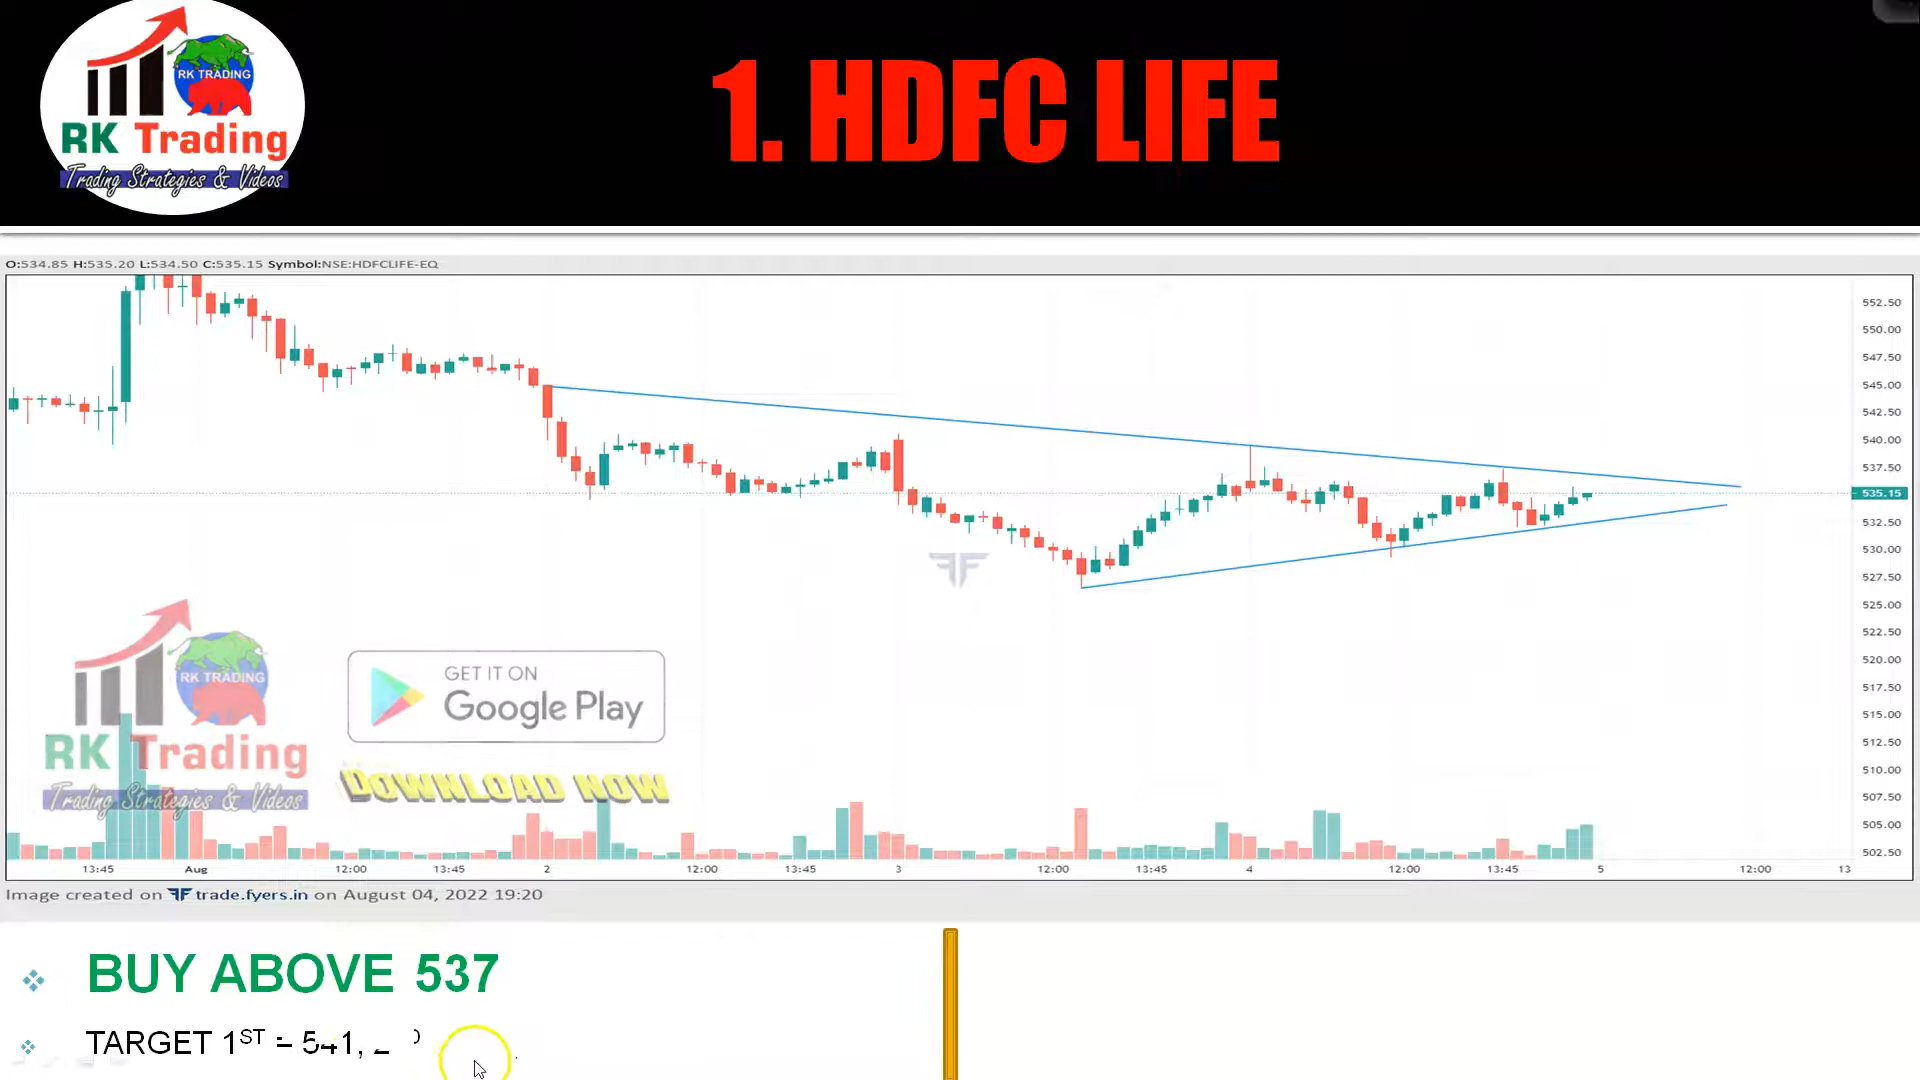 RK TRADING
RK Trading
Trading Strategies & Videos
1. HDFC LIFE
O:534.85 H:535.20 L:534.50 C:535.15 Symbol:NSE:HDFCLIFE-EQ
552.50
550.00
547.50
545.00
542.50
540.00
537.50
535.15
532.50
530.00
527.50
525.00
522.50
520.00
517.50
515.00
512.50
510.00
507.50
505.00
502.50
RK TRADING
RK Trading
Trading Strategies & Videos
GET IT ON
Google Play
DOWNLOAD NOW
13:45 Aug 12:00 13:45 2 12:00 13:45 3 12:00 13:45 4 12:00 13:45 5 12:00 13
Image created on trade.fyers.in on August 04, 2022 19:20
BUY ABOVE 537
TARGET 1ST – 541,